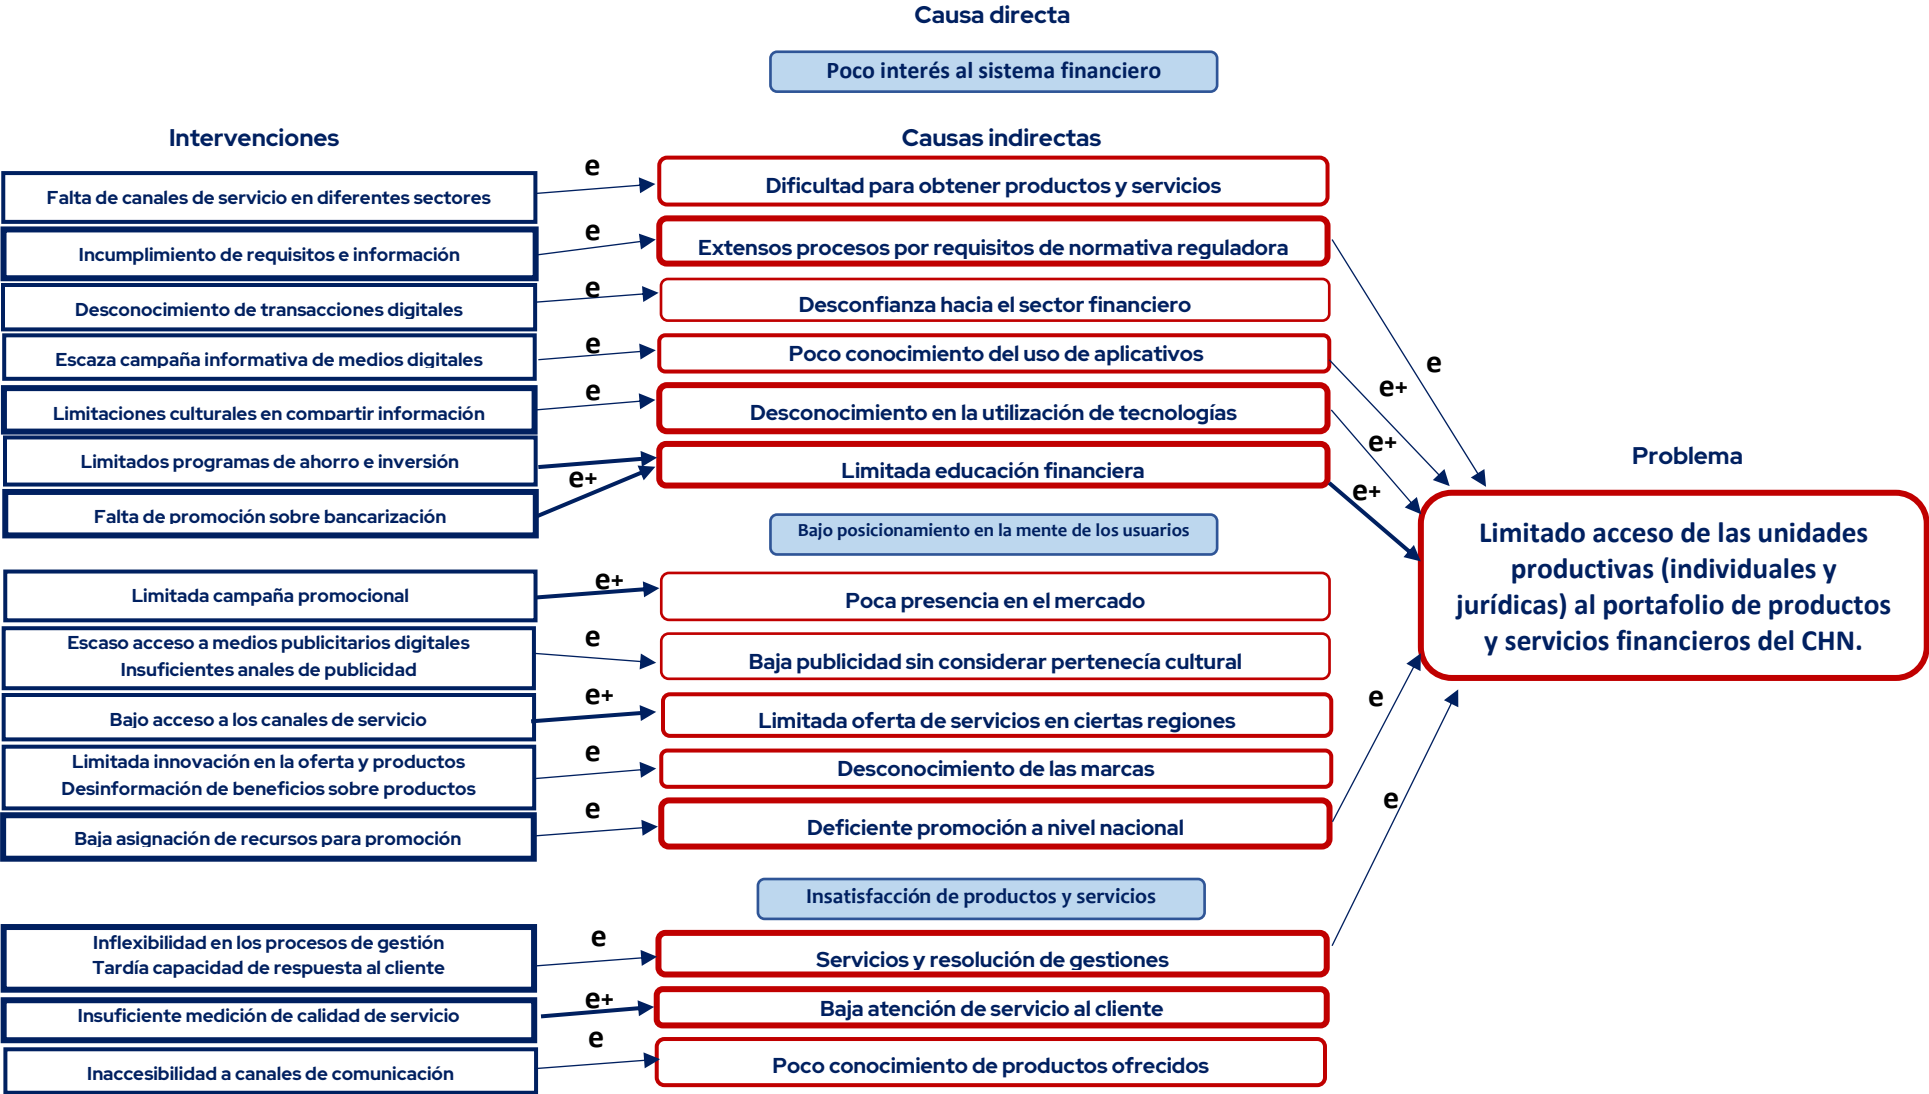 Causa directa
Poco interés al sistema financiero
Intervenciones
Causas indirectas
Falta de canales de servicio en diferentes sectores
e
Dificultad para obtener productos y servicios
Incumplimiento de requisitos e información
e
Extensos procesos por requisitos de normativa reguladora
Desconocimiento de transacciones digitales
e
Desconfianza hacia el sector financiero
Escaza campaña informativa de medios digitales
e
Poco conocimiento del uso de aplicativos
Limitaciones culturales en compartir información
e
Desconocimiento en la utilización de tecnologías
Limitados programas de ahorro e inversión
e+
Limitada educación financiera
Falta de promoción sobre bancarización
e
e+
e+
e+
Problema
Limitado acceso de las unidades
productivas (individuales y
jurídicas) al portafolio de productos
y servicios financieros del CHN.
Bajo posicionamiento en la mente de los usuarios
Limitada campaña promocional
e+
Poca presencia en el mercado
Escaso acceso a medios publicitarios digitales
Insuficientes anales de publicidad
e
Baja publicidad sin considerar pertenecía cultural
Bajo acceso a los canales de servicio
e+
Limitada oferta de servicios en ciertas regiones
Limitada innovación en la oferta y productos
Desinformación de beneficios sobre productos
e
Desconocimiento de las marcas
Baja asignación de recursos para promoción
e
Deficiente promoción a nivel nacional
e
e
Insatisfacción de productos y servicios
Inflexibilidad en los procesos de gestión
Tardía capacidad de respuesta al cliente
e
Servicios y resolución de gestiones
Insuficiente medición de calidad de servicio
e+
Baja atención de servicio al cliente
Inaccesibilidad a canales de comunicación
e
Poco conocimiento de productos ofrecidos